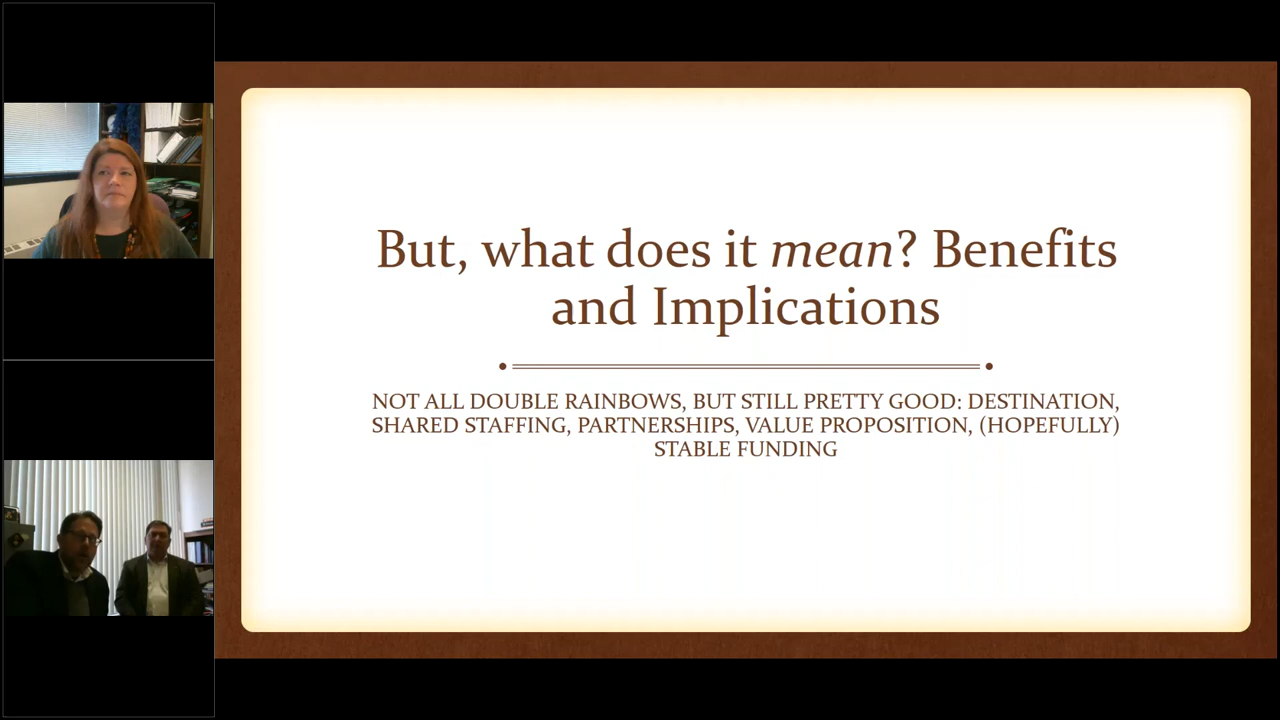 But, what does it mean? Benefits
and Implications
NOT ALL DOUBLE RAINBOWS, BUT STILL PRETTY GOOD: DESTINATION,
SHARED STAFFING, PARTNERSHIPS, VALUE PROPOSITION, (HOPEFULLY)
STABLE FUNDING